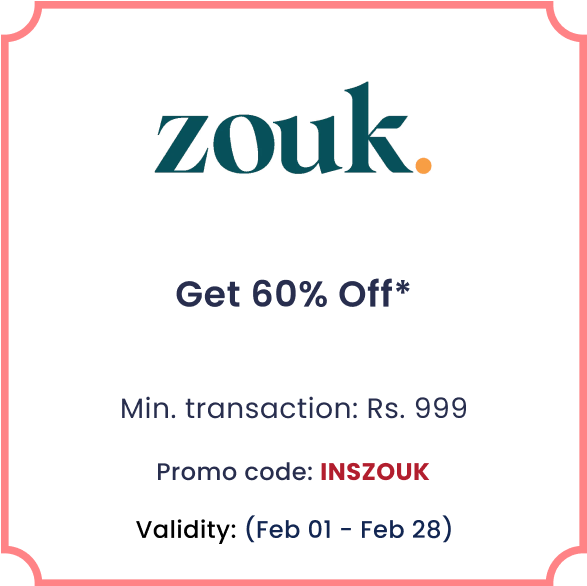 zouk.
Get 60% Off*
Min. transaction: Rs. 999
Promo code: INSZOUK
Validity: (Feb 01 - Feb 28)